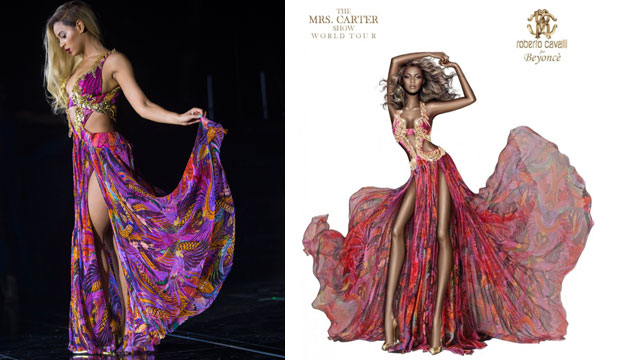 THE
MRS. CARTER
SHOW
WORLD TOUR
roberto cavalli
for
Beyoncé